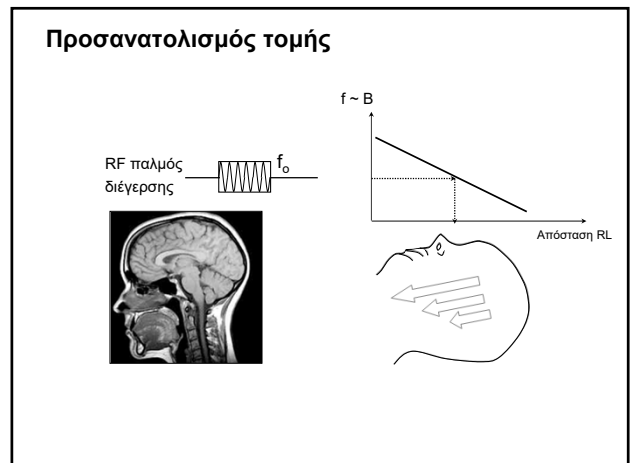 Προσανατολισμός τομής
f ~ B
RF παλμός
διέγερσης
fo
Απόσταση RL